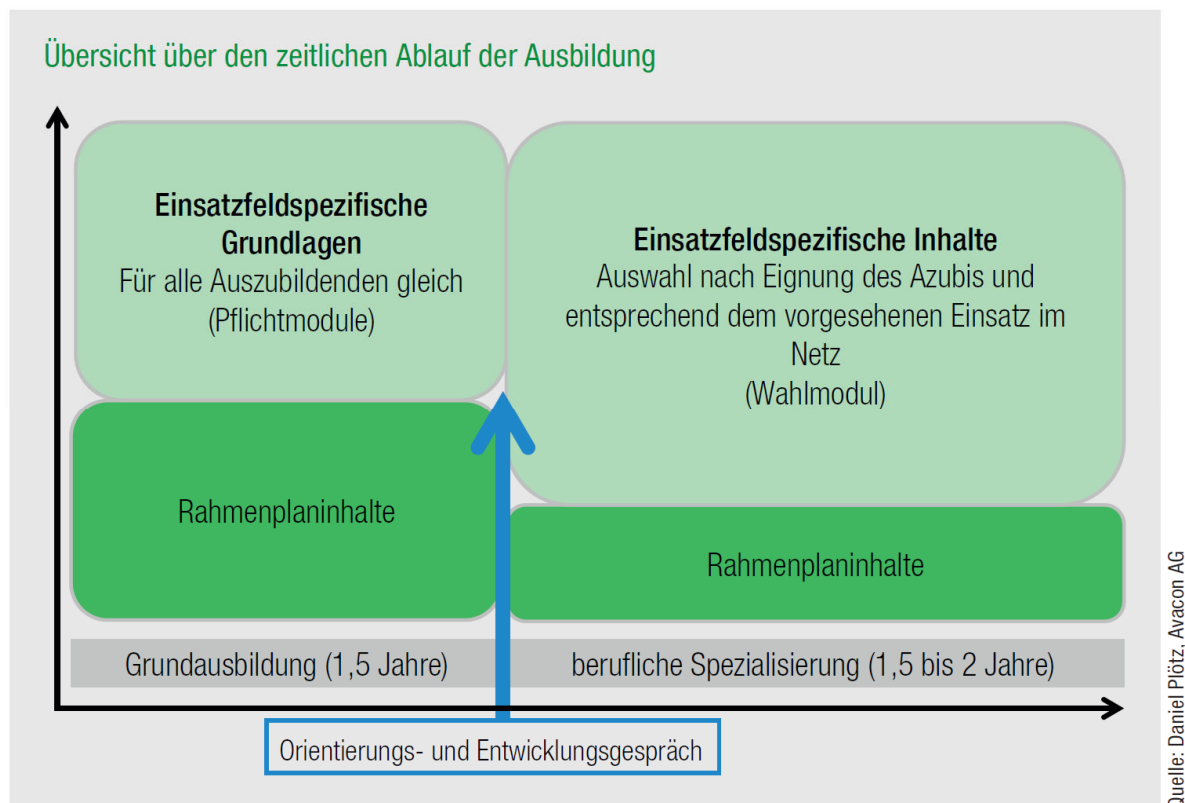 Übersicht über den zeitlichen Ablauf der Ausbildung
Einsatzfeldspezifische
Grundlagen
Für alle Auszubildenden gleich
(Pflichtmodule)
Einsatzfeldspezifische Inhalte
Auswahl nach Eignung des Azubis und
entsprechend dem vorgesehenen Einsatz im
Netz
(Wahlmodul)
Rahmenplaninhalte
Rahmenplaninhalte
Grundausbildung (1,5 Jahre)
berufliche Spezialisierung (1,5 bis 2 Jahre)
Orientierungs- und Entwicklungsgespräch
Quelle: Daniel Plötz, Avacon AG